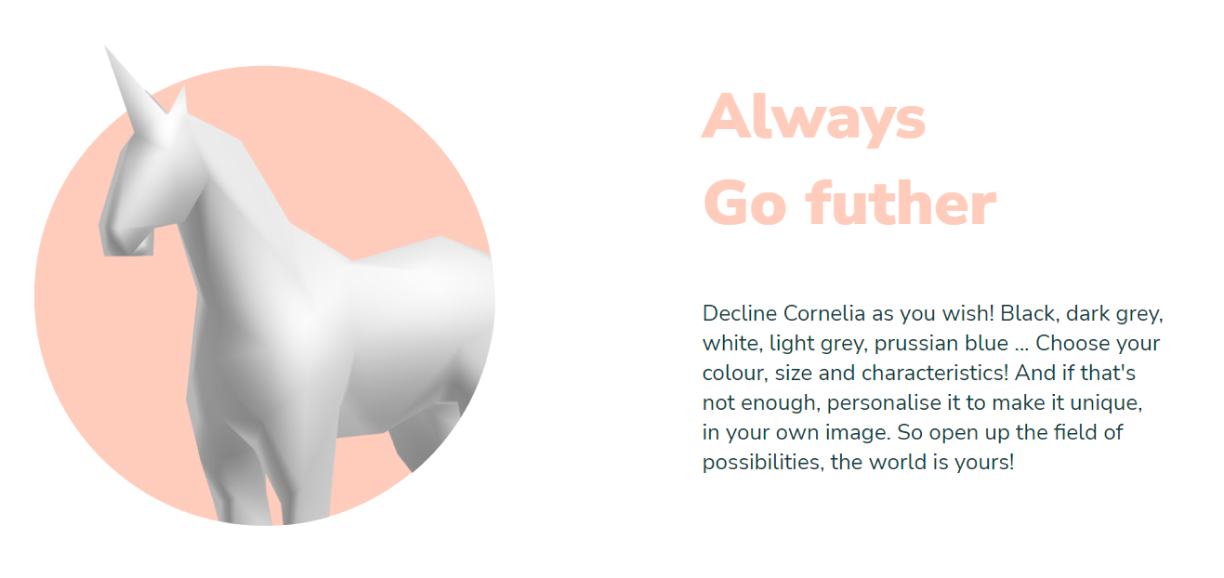 Always
Go futher
Decline Cornelia as you wish! Black, dark grey,
white, light grey, prussian blue ... Choose your
colour, size and characteristics! And if that's
not enough, personalise it to make it unique,
in your own image. So open up the field of
possibilities, the world is yours!